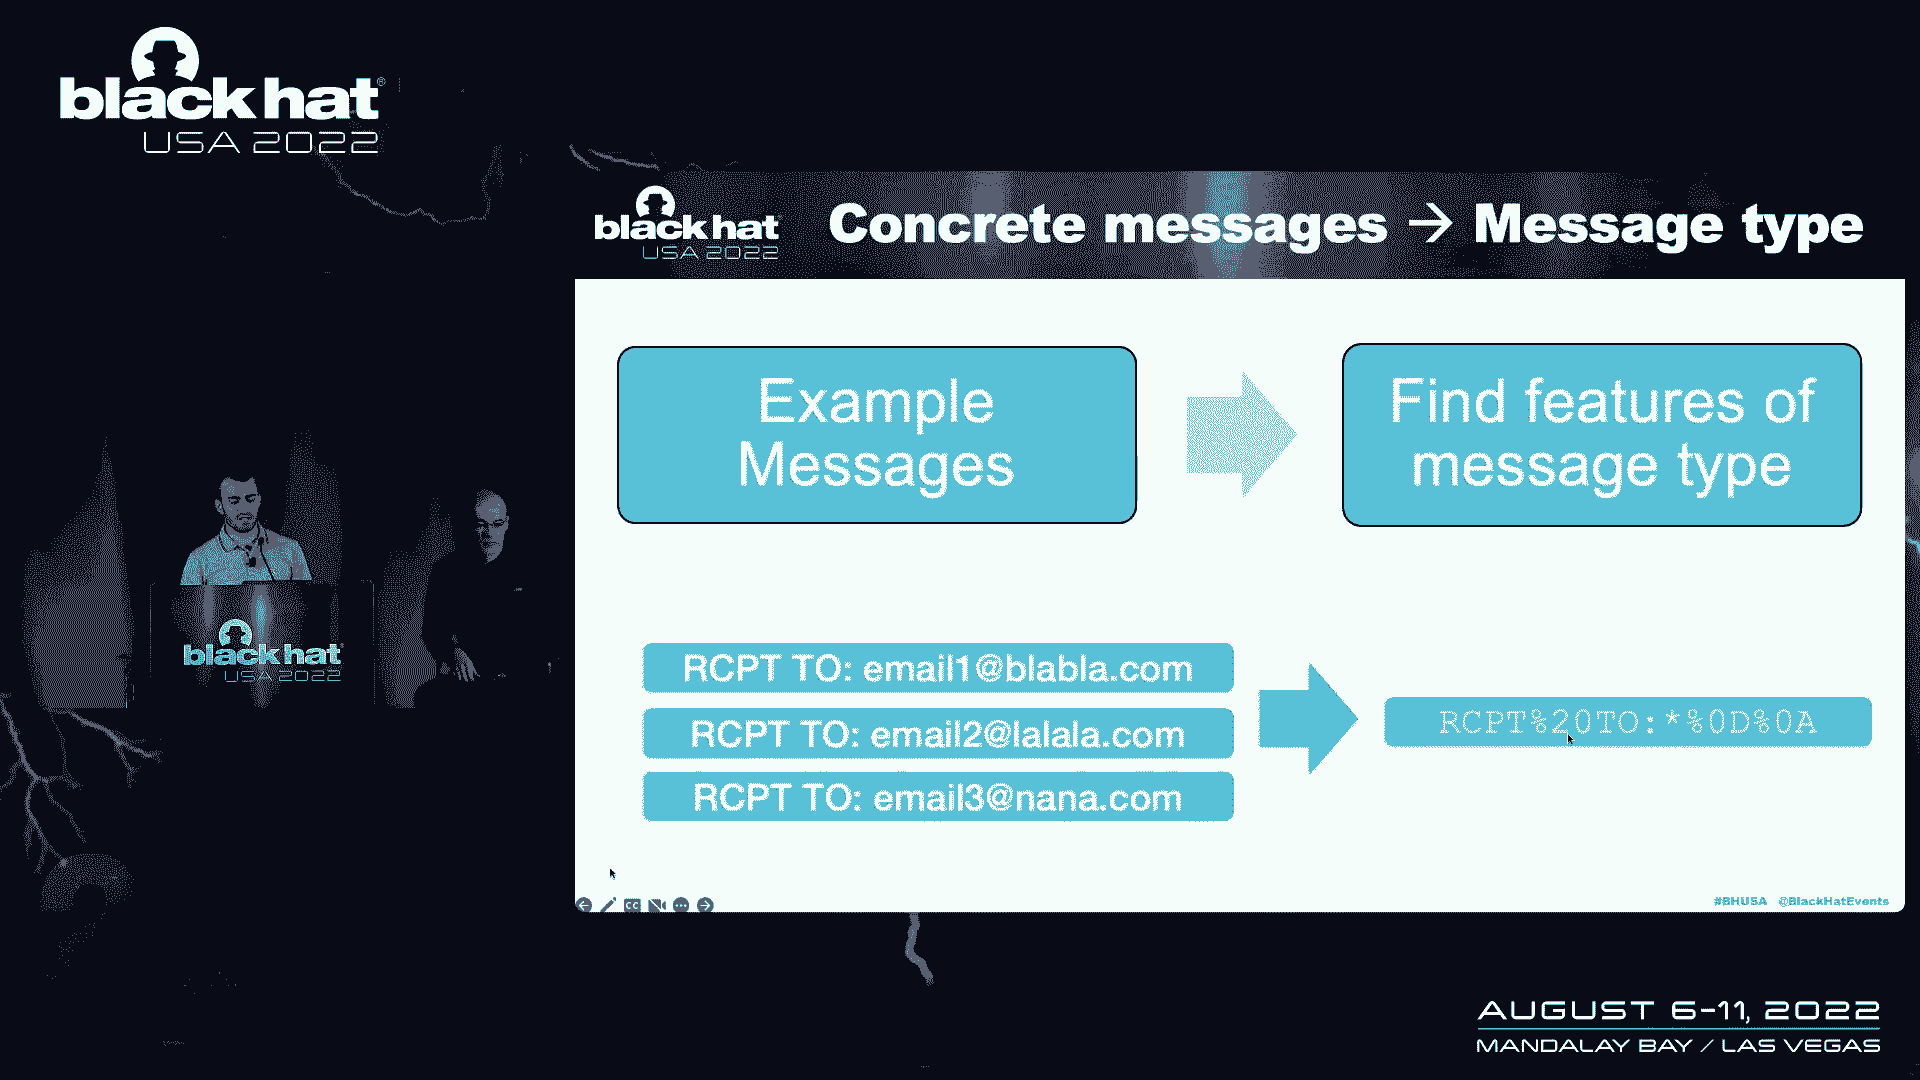 black hat®
USA 2022
black hat
USA 2022
Concrete messages → Message type
Example
Messages
Find features of
message type
RCPT TO: email1@blabla.com
RCPT TO: email2@lalala.com
RCPT TO: email3@nana.com
RCPT%20TO:*%0D%0A
black hat
USA 2022
CC
#BHUSA @BlackHatEvents
AUGUST 6-11, 2022
MANDALAY BAY / LAS VEGAS